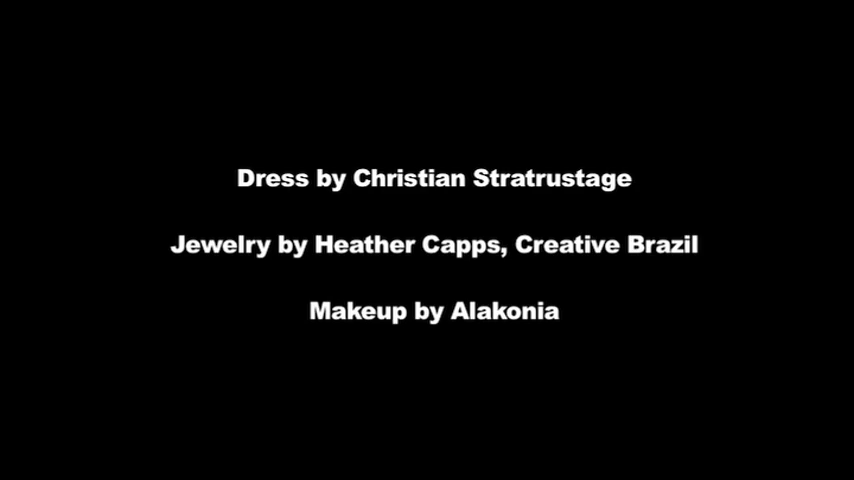 Dress by Christian Stratrustage
Jewelry by Heather Capps, Creative Brazil
Makeup by Alakonia